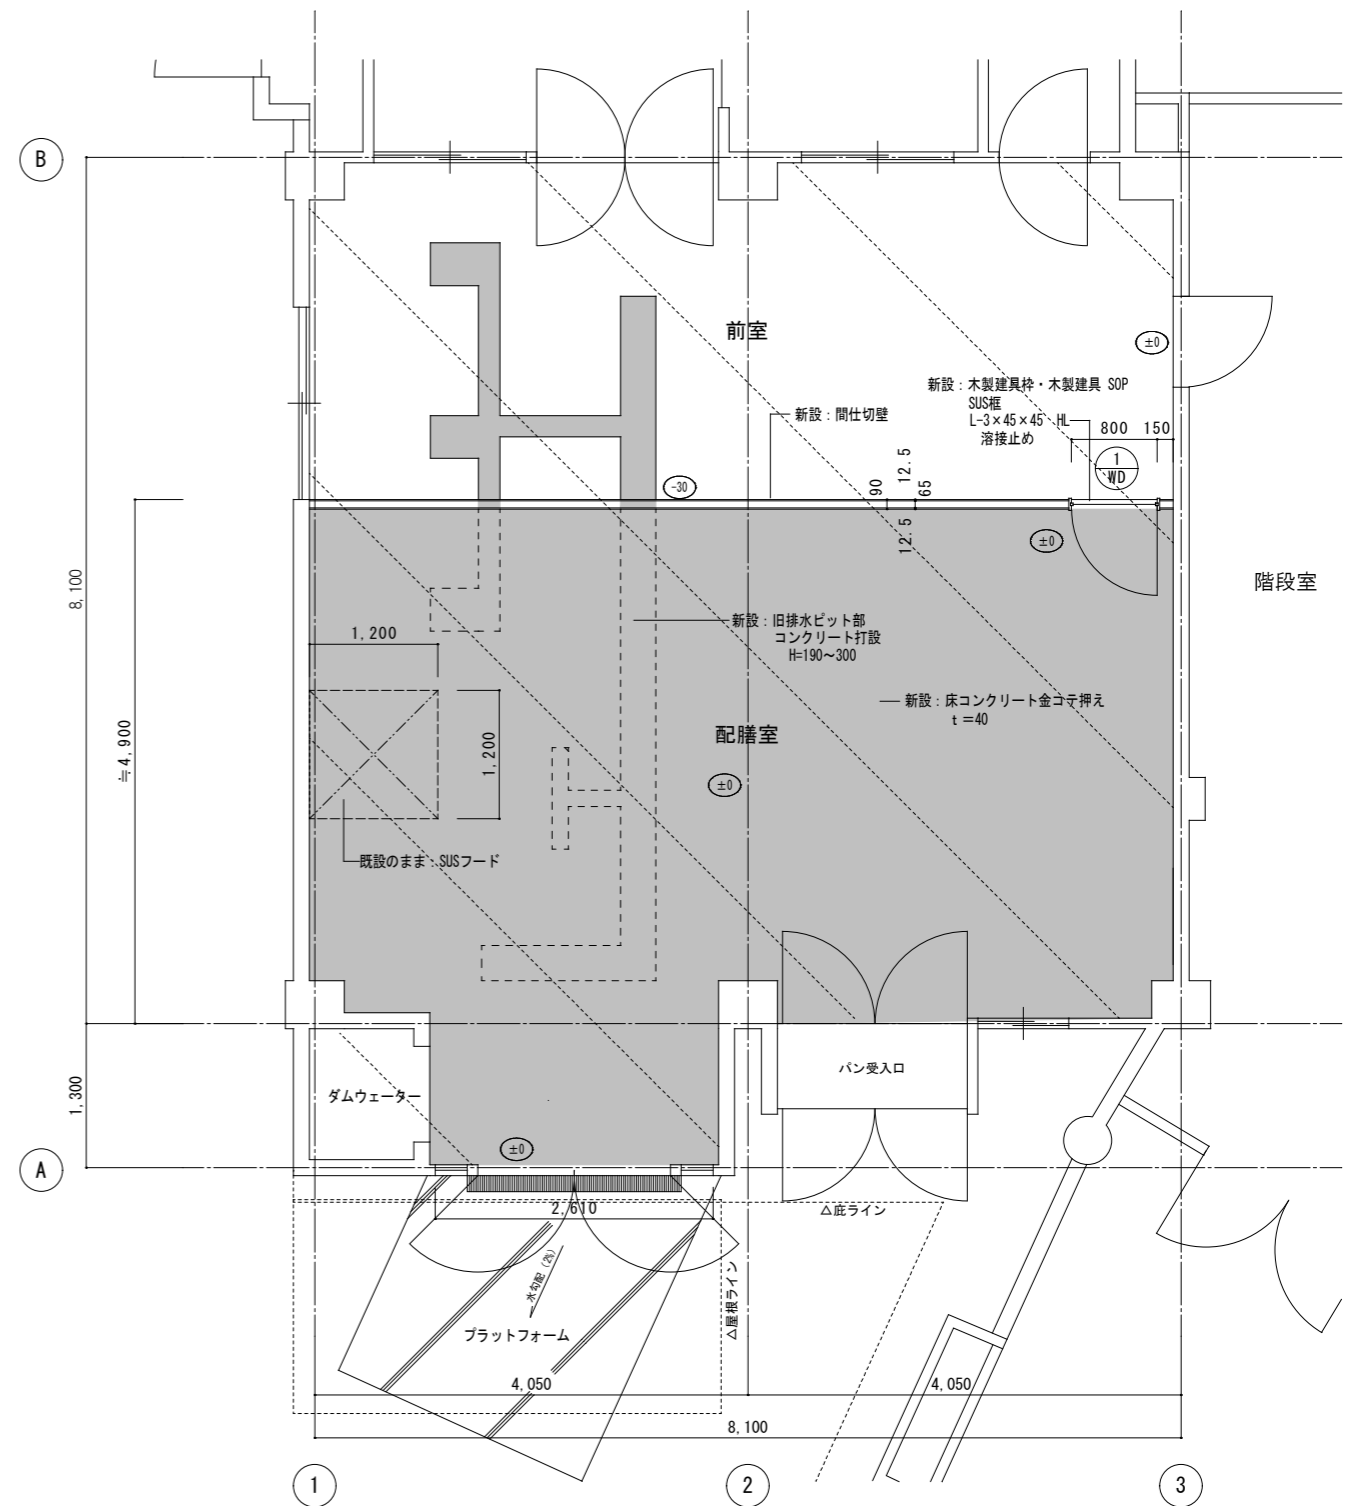 B
前室
±0
新設：木製建具枠・木製建具 SOP
SUS框
L-3×45×45 HL
溶接止め
800
150
新設：間仕切壁
1
WD
-30
90
12.5
65
12.5
±0
8,100
階段室
新設：旧排水ピット部
コンクリート打設
H=190～300
1,200
新設：床コンクリート金コテ押え
t＝40
配膳室
≒4,900
1,200
±0
既設のまま：SUSフード
パン受入口
1,300
ダムウェーター
±0
A
2,610
△庇ライン
水勾配 (2%)
△屋根ライン
プラットフォーム
4,050
4,050
8,100
1
2
3